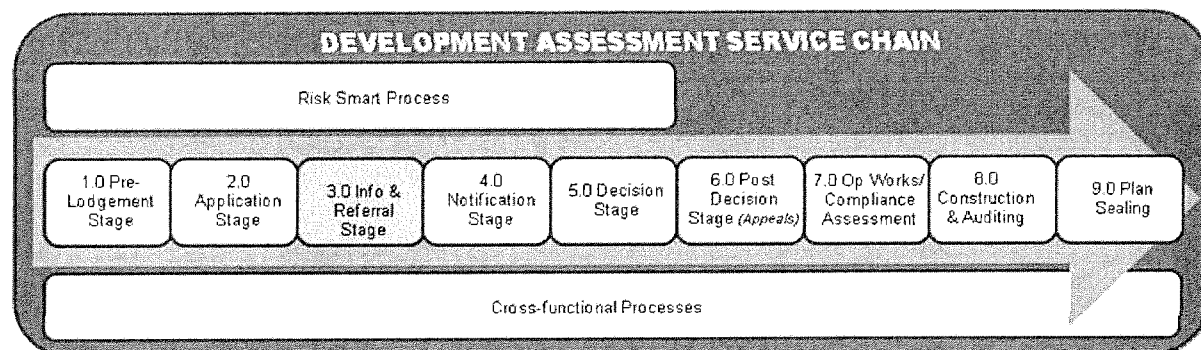 DEVELOPMENT ASSESSMENT SERVICE CHAIN
Risk Smart Process
1.0 Pre-
Lodgement
Stage
2.0
Application
Stage
3.0 Info &
Referral
Stage
4.0
Notification
Stage
5.0 Decision
Stage
6.0 Post
Decision
Stage (Appeals)
7.0 Op Works/
Compliance
Assessment
8.0
Construction
& Auditing
9.0 Plan
Sealing
Cross-functional Processes